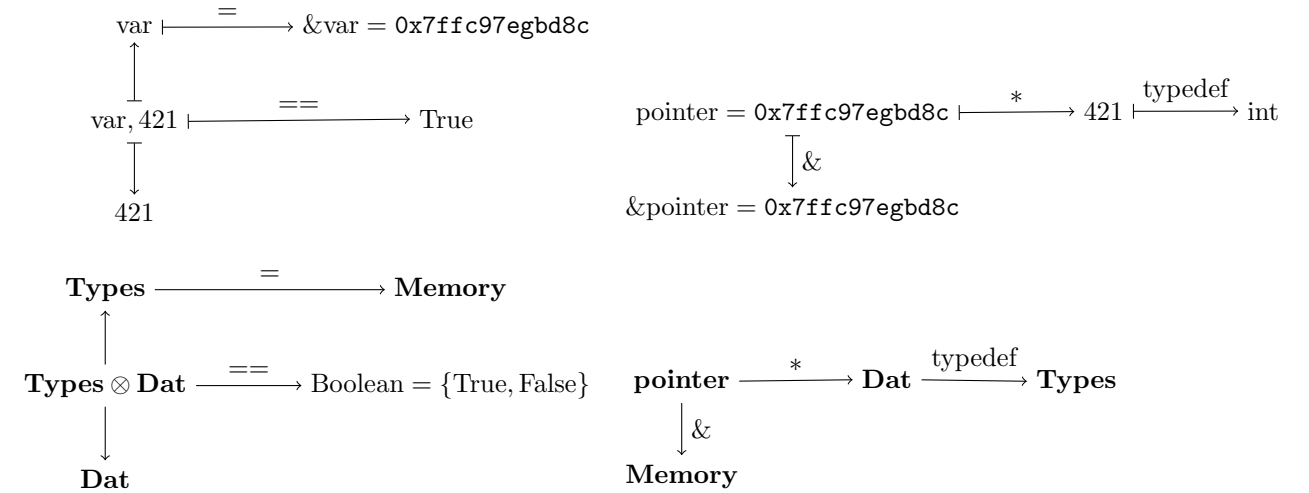 =
var ↦ &var = 0x7ffc97egbd8c
==
var, 421 ↦ True
421
*
typedef
pointer = 0x7ffc97egbd8c ↦ 421 ↦ int
&
&pointer = 0x7ffc97egbd8c
=
Types → Memory
==
Types ⊗ Dat → Boolean = {True, False}
Dat
*
typedef
pointer → Dat → Types
&
Memory